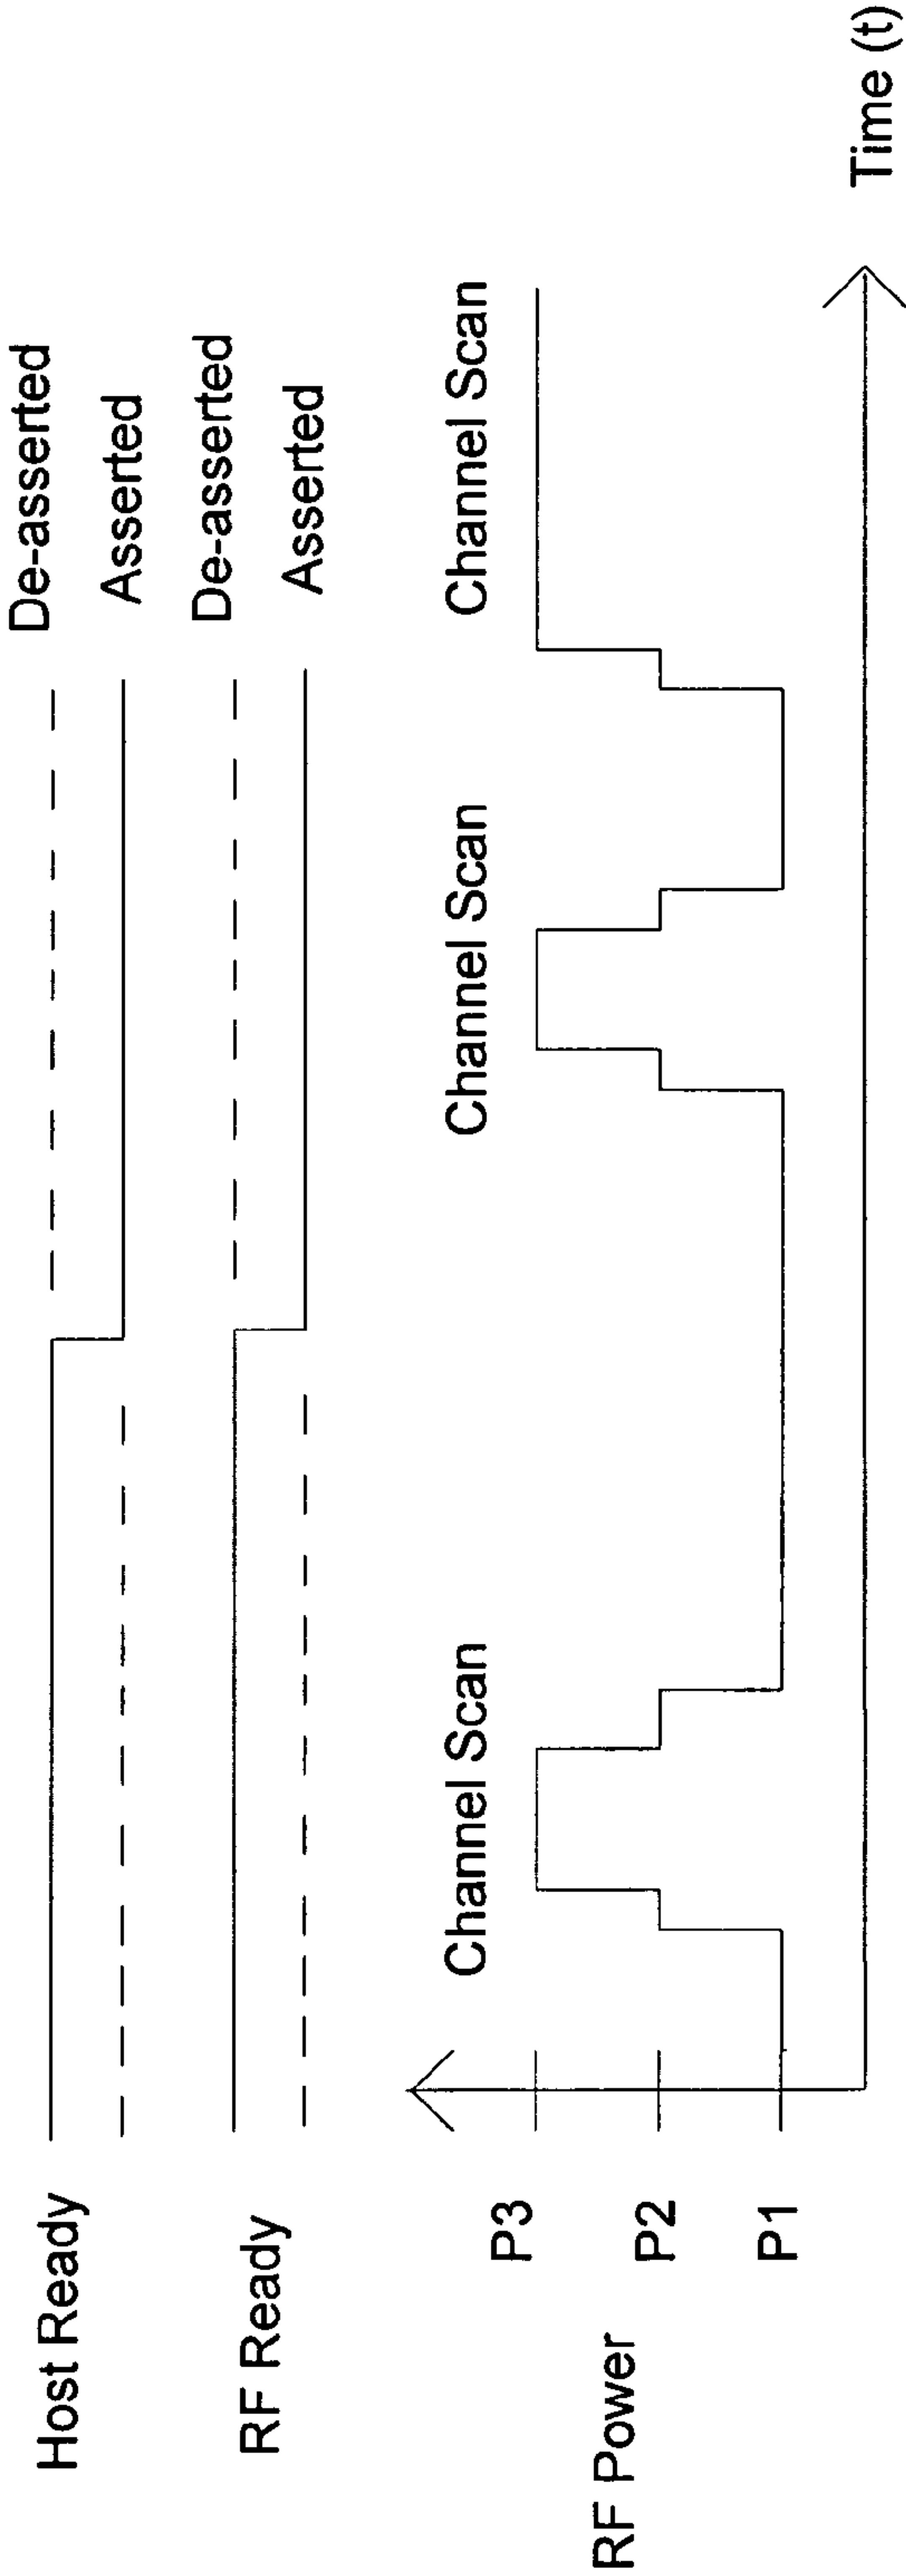 Host Ready
De-asserted
Asserted
RF Ready
De-asserted
Asserted
Channel Scan
Channel Scan
Channel Scan
P3
P2
P1
RF Power
Time (t)